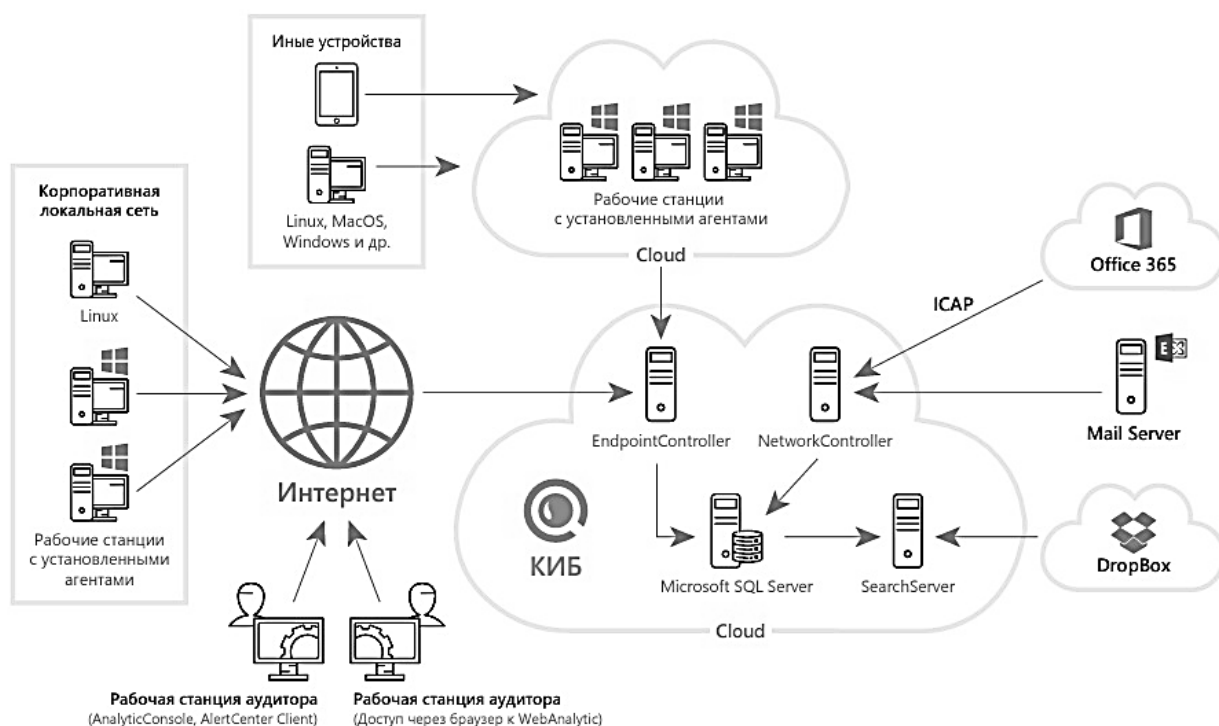 Иные устройства
Linux, MacOS,
Windows и др.
Рабочие станции
с установленными агентами
Cloud
Корпоративная
локальная сеть
Linux
Рабочие станции
с установленными
агентами
Интернет
Office 365
ICAP
Mail Server
EndpointController
NetworkController
КИБ
Microsoft SQL Server
SearchServer
DropBox
Cloud
Рабочая станция аудитора
(AnalyticConsole, AlertCenter Client)
Рабочая станция аудитора
(Доступ через браузер к WebAnalytic)